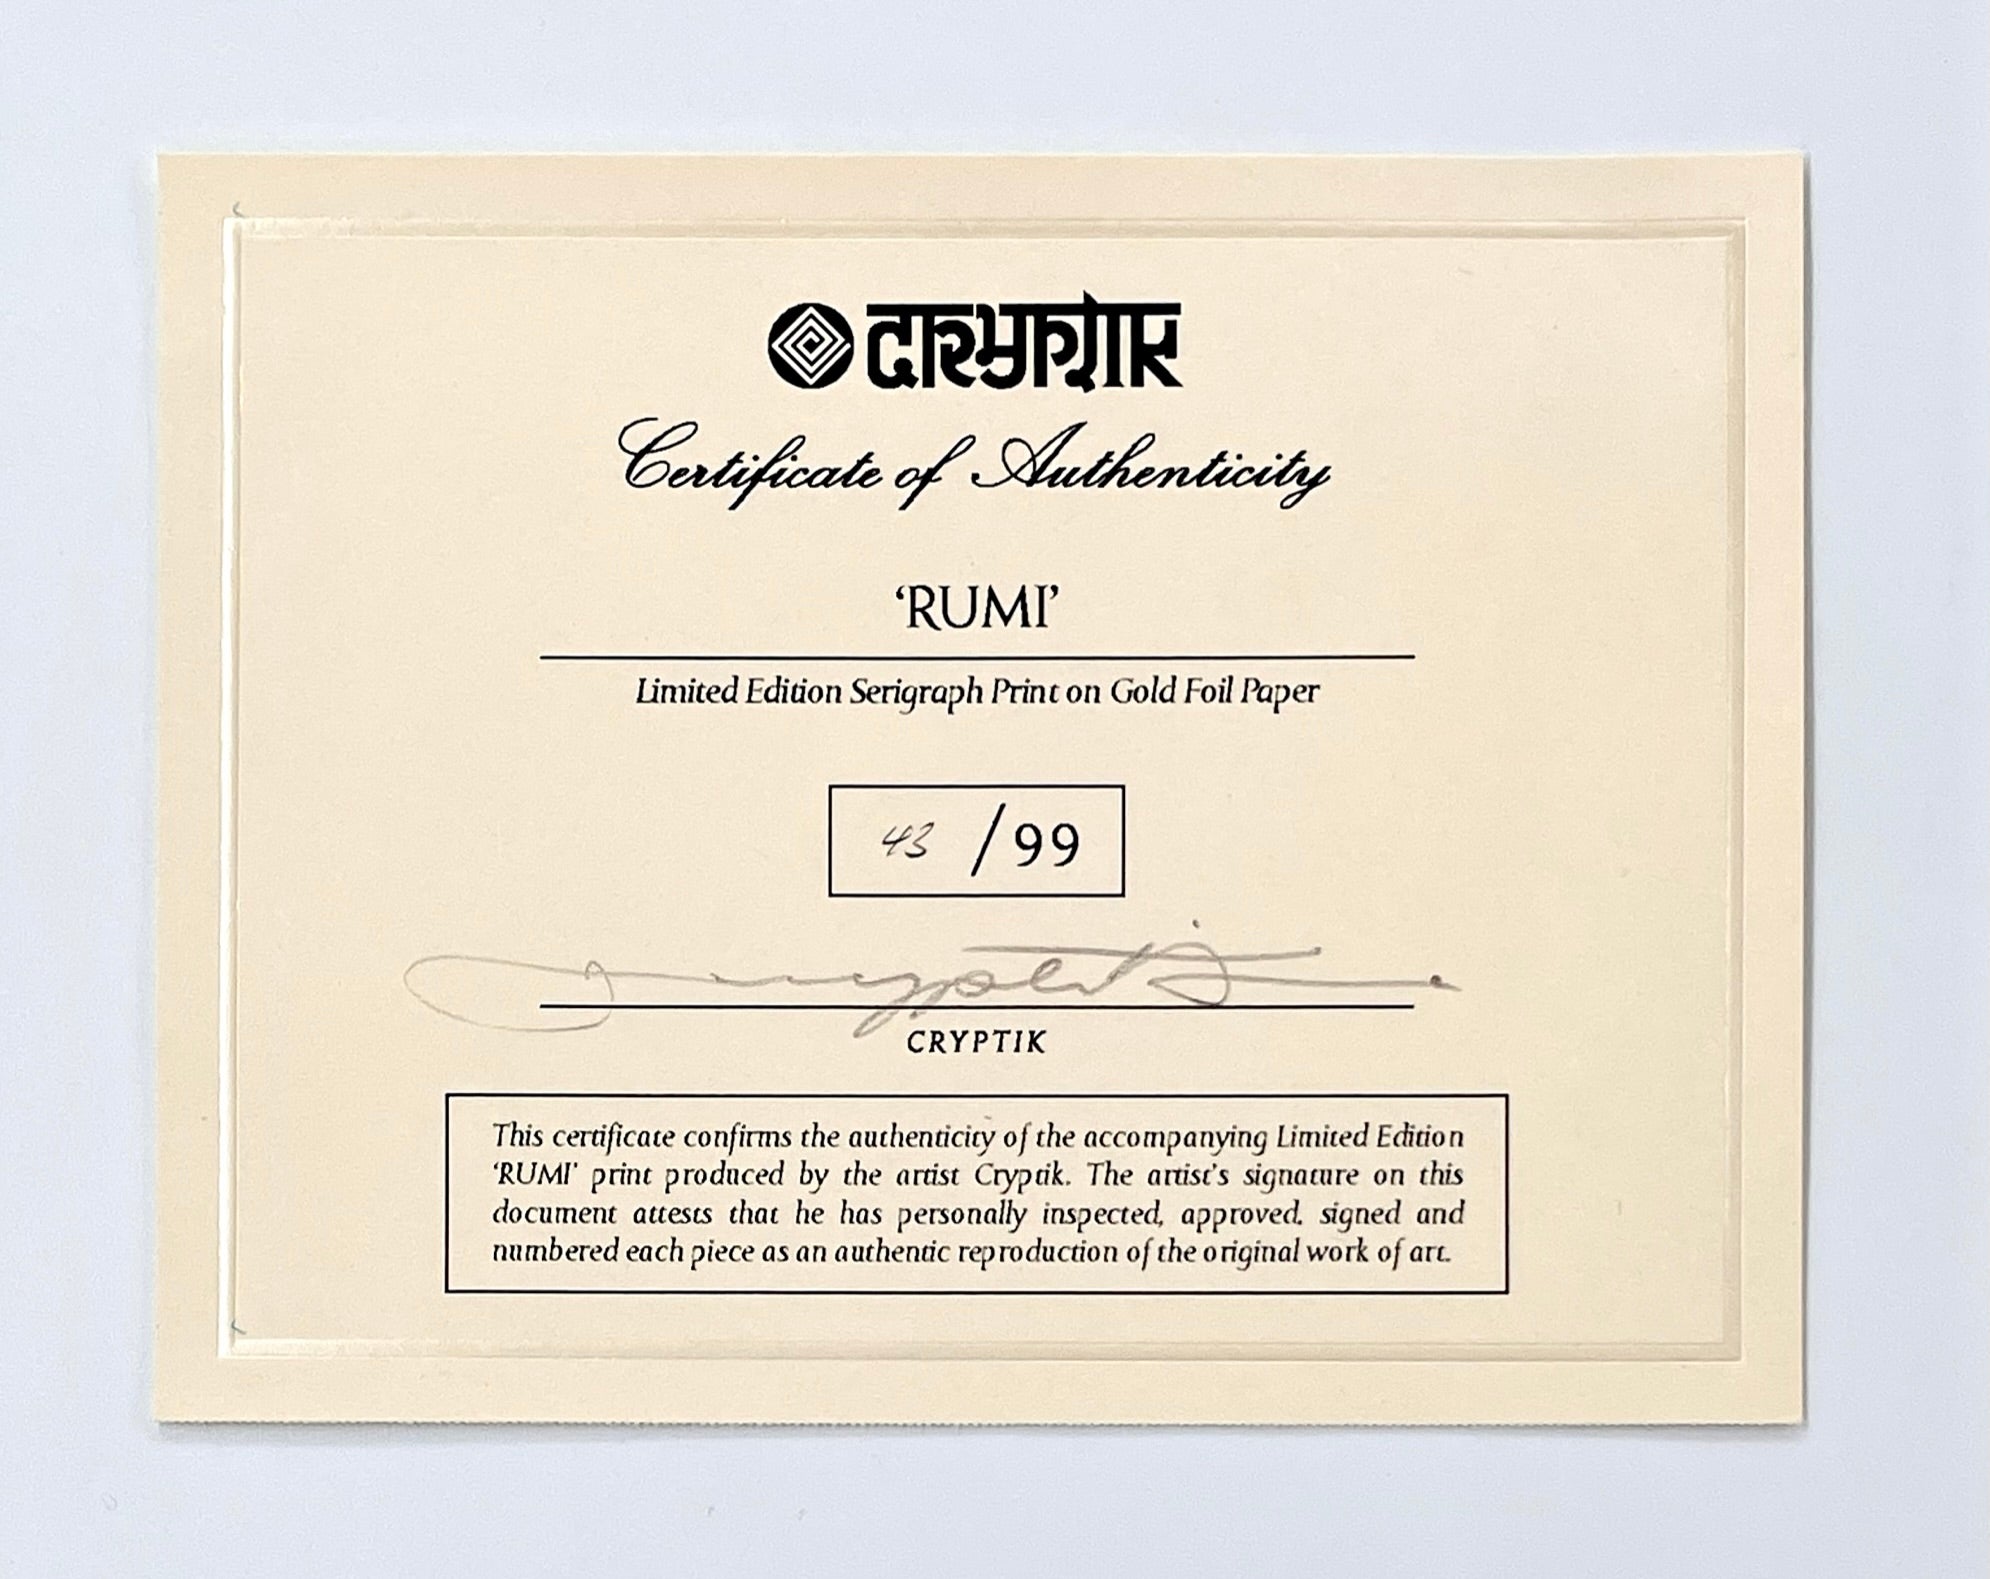 CRYPTIK
Certificate of Authenticity
‘RUMI’
Limited Edition Serigraph Print on Gold Foil Paper
43 /99
Cryptik
CRYPTIK
This certificate confirms the authenticity of the accompanying Limited Edition
‘RUMI’ print produced by the artist Cryptik. The artist's signature on this
document attests that he has personally inspected, approved, signed and
numbered each piece as an authentic reproduction of the original work of art.